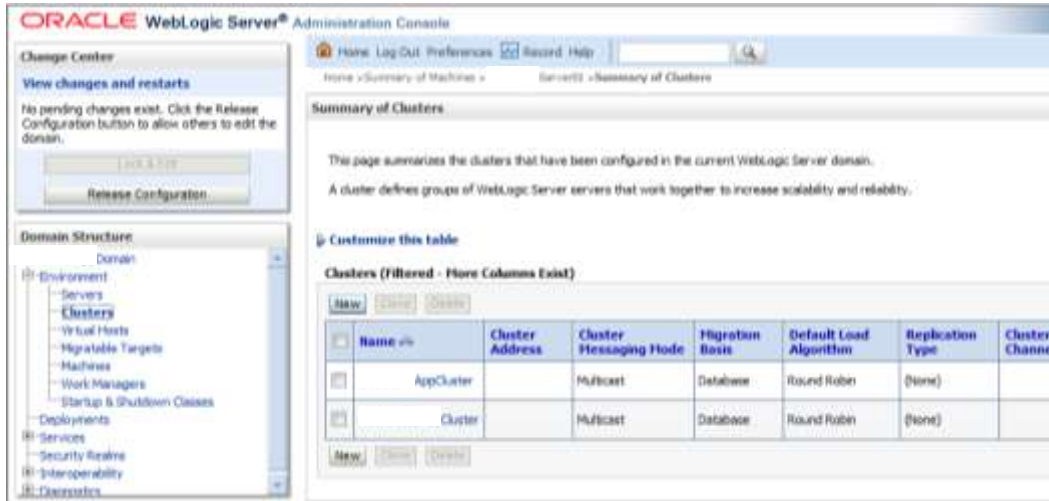 ORACLE WebLogic Server® Administration Console
Change Center
View changes and restarts
No pending changes exist. Click the Release
Configuration button to allow others to edit the
domain.
Lock & Edit
Release Configuration
Domain Structure
Domain
Environment
Servers
Clusters
Virtual Hosts
Migratable Targets
Machines
Work Managers
Startup & Shutdown Classes
Deployments
Services
Security Realms
Interoperability
Diagnostics
Home Log Out Preferences Record Help
Home >Summary of Machines > >Summary of Clusters
Summary of Clusters
This page summarizes the clusters that have been configured in the current WebLogic Server domain.
A cluster defines groups of WebLogic Server servers that work together to increase scalability and reliability.
Customize this table
Clusters (Filtered - More Columns Exist)
New Clone Delete
Name Cluster Address Cluster Messaging Mode Migration Basis Default Load Algorithm Replication Type Cluster
AppCluster Multicast Database Round Robin (None)
Cluster Multicast Database Round Robin (None)
New Clone Delete